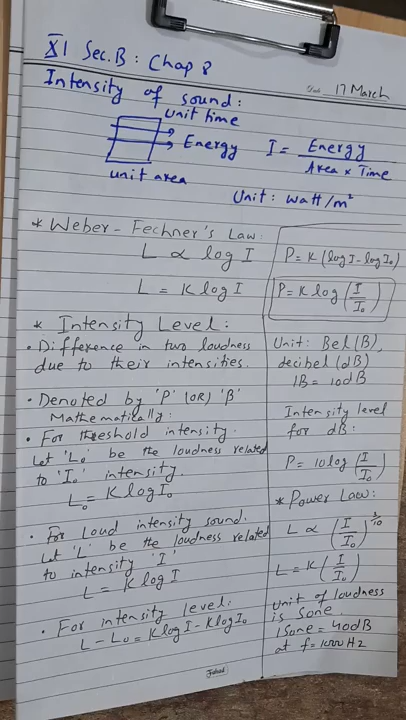 XI Sec.B: Chap 8
Date 17 March
Intensity of sound:
unit time
Energy
unit area
I = Energy / Area x Time
Unit: watt/m²
* Weber-Fechner's Law:
L ∝ log I
L = K log I
* Intensity Level:
• Difference in two loudness
due to their intensities.
• Denoted by 'P' (OR) 'β'
Mathematically:
• For threshold intensity.
Let 'L₀' be the loudness related
to 'I₀' intensity.
L₀ = K log I₀
• For Loud intensity sound.
Let 'L' be the loudness related
to intensity 'I'
L = K log I
• For intensity level:
L - L₀ = K log I - K log I₀
P = K (log I - log I₀)
P = K log (I/I₀)
Unit: Bel (B),
decibel (dB)
1B = 10dB
Intensity level
for dB:
P = 10 log (I/I₀)
* Power Law:
L ∝ (I/I₀)^3/10
L = K (I/I₀)
Unit of loudness
is Sone.
1 Sone = 40dB
at f = 1000 Hz